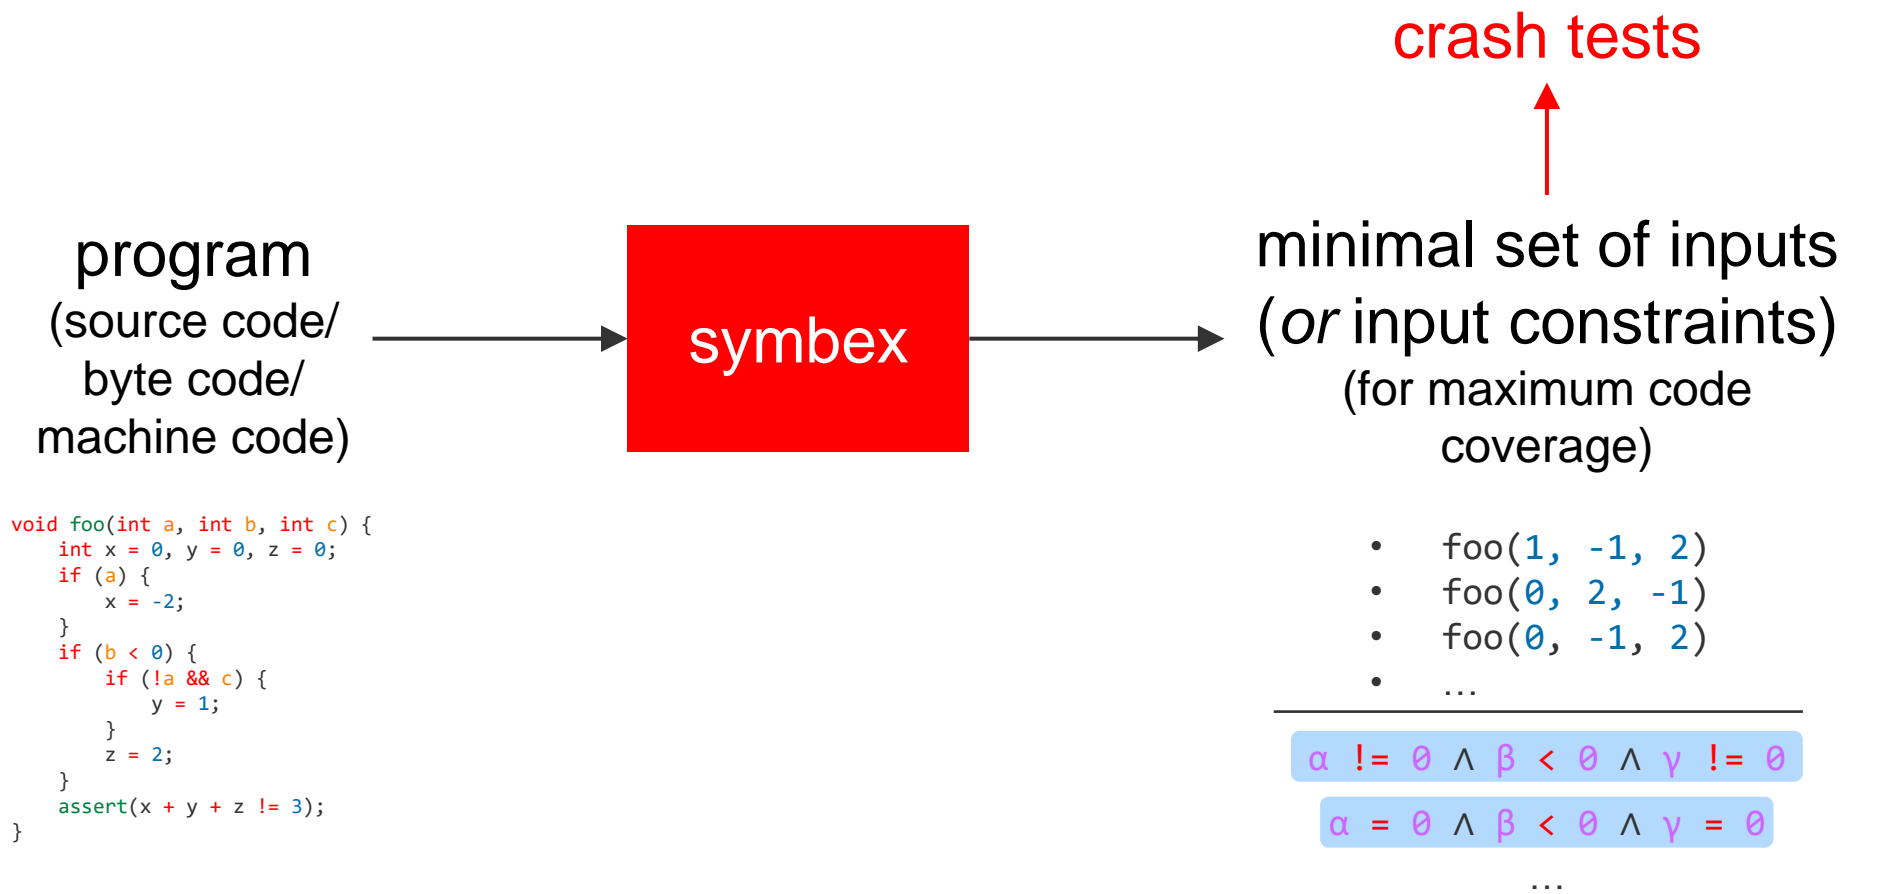 crash tests
program
(source code/
byte code/
machine code)
symbex
minimal set of inputs
(or input constraints)
(for maximum code
coverage)
void foo(int a, int b, int c) {
    int x = 0, y = 0, z = 0;
    if (a) {
        x = -2;
    }
    if (b < 0) {
        if (!a && c) {
            y = 1;
        }
        z = 2;
    }
    assert(x + y + z != 3);
}
• foo(1, -1, 2)
• foo(0, 2, -1)
• foo(0, -1, 2)
• ...
α != 0 ∧ β < 0 ∧ γ != 0
α = 0 ∧ β < 0 ∧ γ = 0
...